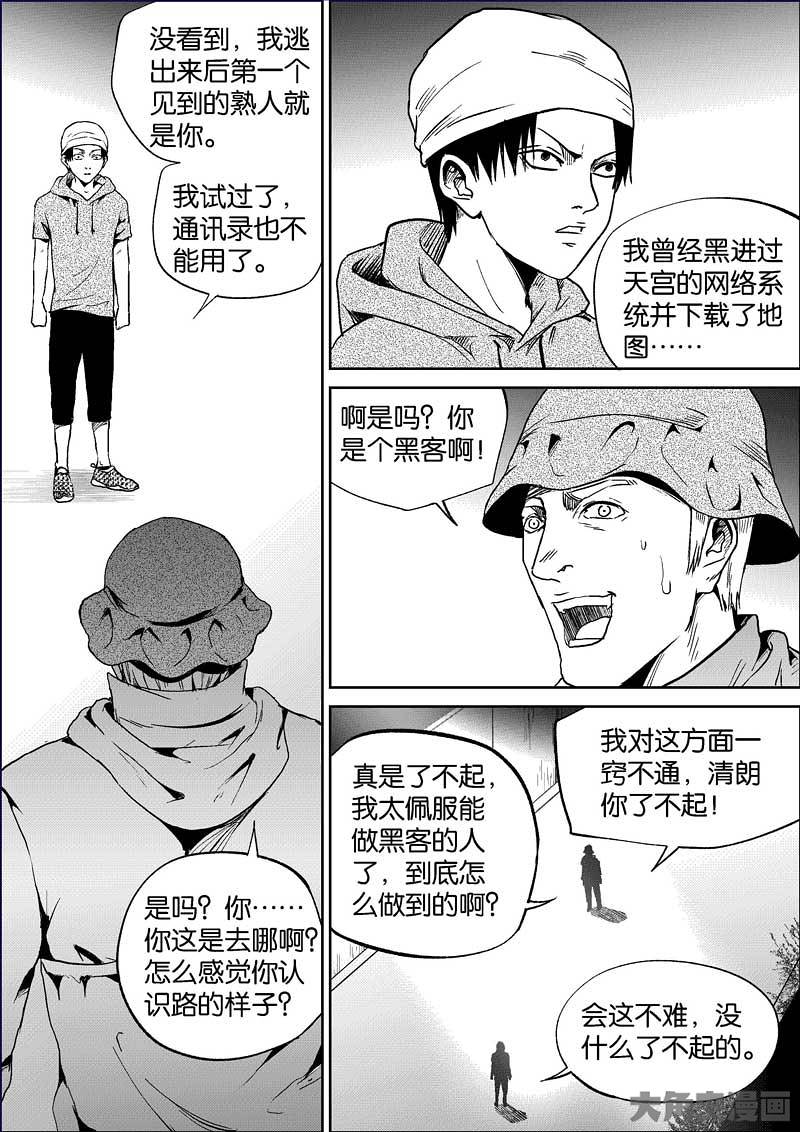 没看到，我逃
出来后第一个
见到的熟人就
是你。
我试过了，
通讯录也不
能用了。
是吗？你……
你这是去哪啊？
怎么感觉你认
识路的样子？
我曾经黑进过
天宫的网络系
统并下载了地
图……
啊是吗？你
是个黑客啊！
我对这方面一
窍不通，清朗
你了不起！
真是了不起，
我太佩服能
做黑客的人
了，到底怎
么做到的啊？
会这不难，没
什么了不起的。